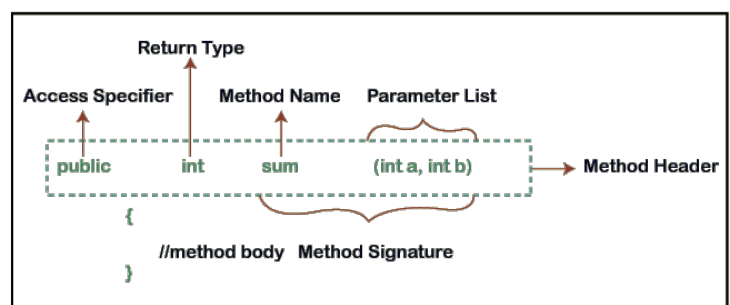 Return Type
Access Specifier Method Name Parameter List
public int sum (int a, int b) Method Header
{
//method body Method Signature
}